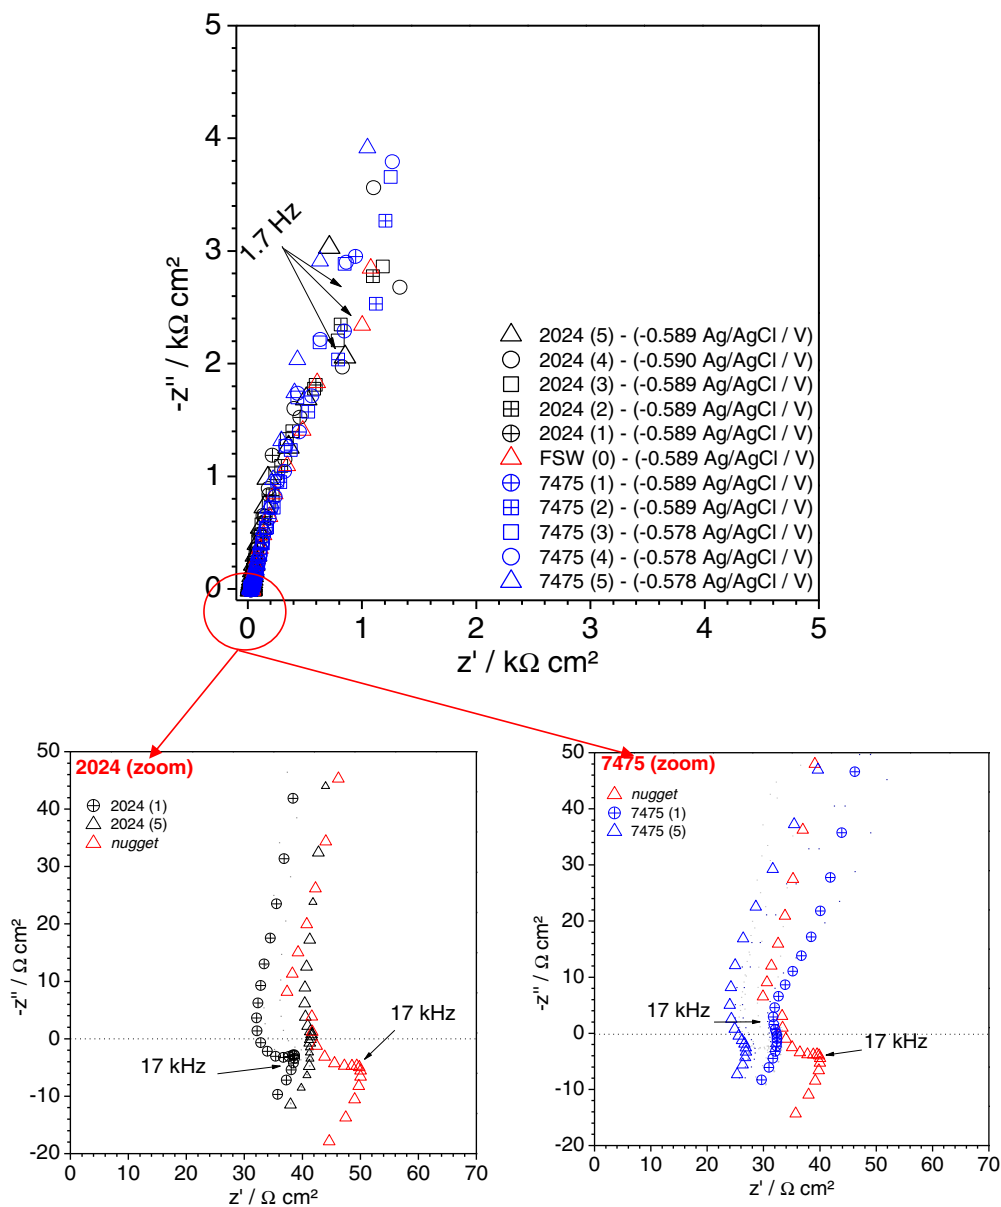 5
4
3
2
1
0
-z'' / kΩ cm²
1.7 Hz
2024 (5) - (-0.589 Ag/AgCl / V)
2024 (4) - (-0.590 Ag/AgCl / V)
2024 (3) - (-0.589 Ag/AgCl / V)
2024 (2) - (-0.589 Ag/AgCl / V)
2024 (1) - (-0.589 Ag/AgCl / V)
FSW (0) - (-0.589 Ag/AgCl / V)
7475 (1) - (-0.589 Ag/AgCl / V)
7475 (2) - (-0.589 Ag/AgCl / V)
7475 (3) - (-0.578 Ag/AgCl / V)
7475 (4) - (-0.578 Ag/AgCl / V)
7475 (5) - (-0.578 Ag/AgCl / V)
0 1 2 3 4 5
z' / kΩ cm²
50
40
30
20
10
0
-10
-20
-z'' / Ω cm²
2024 (zoom)
2024 (1)
2024 (5)
nugget
17 kHz
17 kHz
0 10 20 30 40 50 60 70
z' / Ω cm²
50
40
30
20
10
0
-10
-20
-z'' / Ω cm²
7475 (zoom)
nugget
7475 (1)
7475 (5)
17 kHz
17 kHz
0 10 20 30 40 50 60 70
z' / Ω cm²